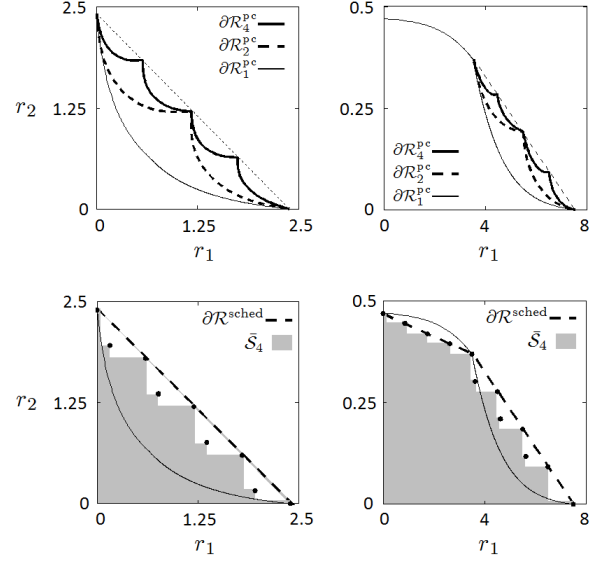 2.5
∂R₄ᵖᶜ
∂R₂ᵖᶜ
∂R₁ᵖᶜ
r₂
1.25
0
0
1.25
2.5
r₁
0.5
0.25
∂R₄ᵖᶜ
∂R₂ᵖᶜ
∂R₁ᵖᶜ
0
0
4
8
r₁
2.5
∂Rˢᶜʰᵉᵈ
S̄₄
r₂
1.25
0
0
1.25
2.5
r₁
0.5
∂Rˢᶜʰᵉᵈ
S̄₄
0.25
0
0
4
8
r₁